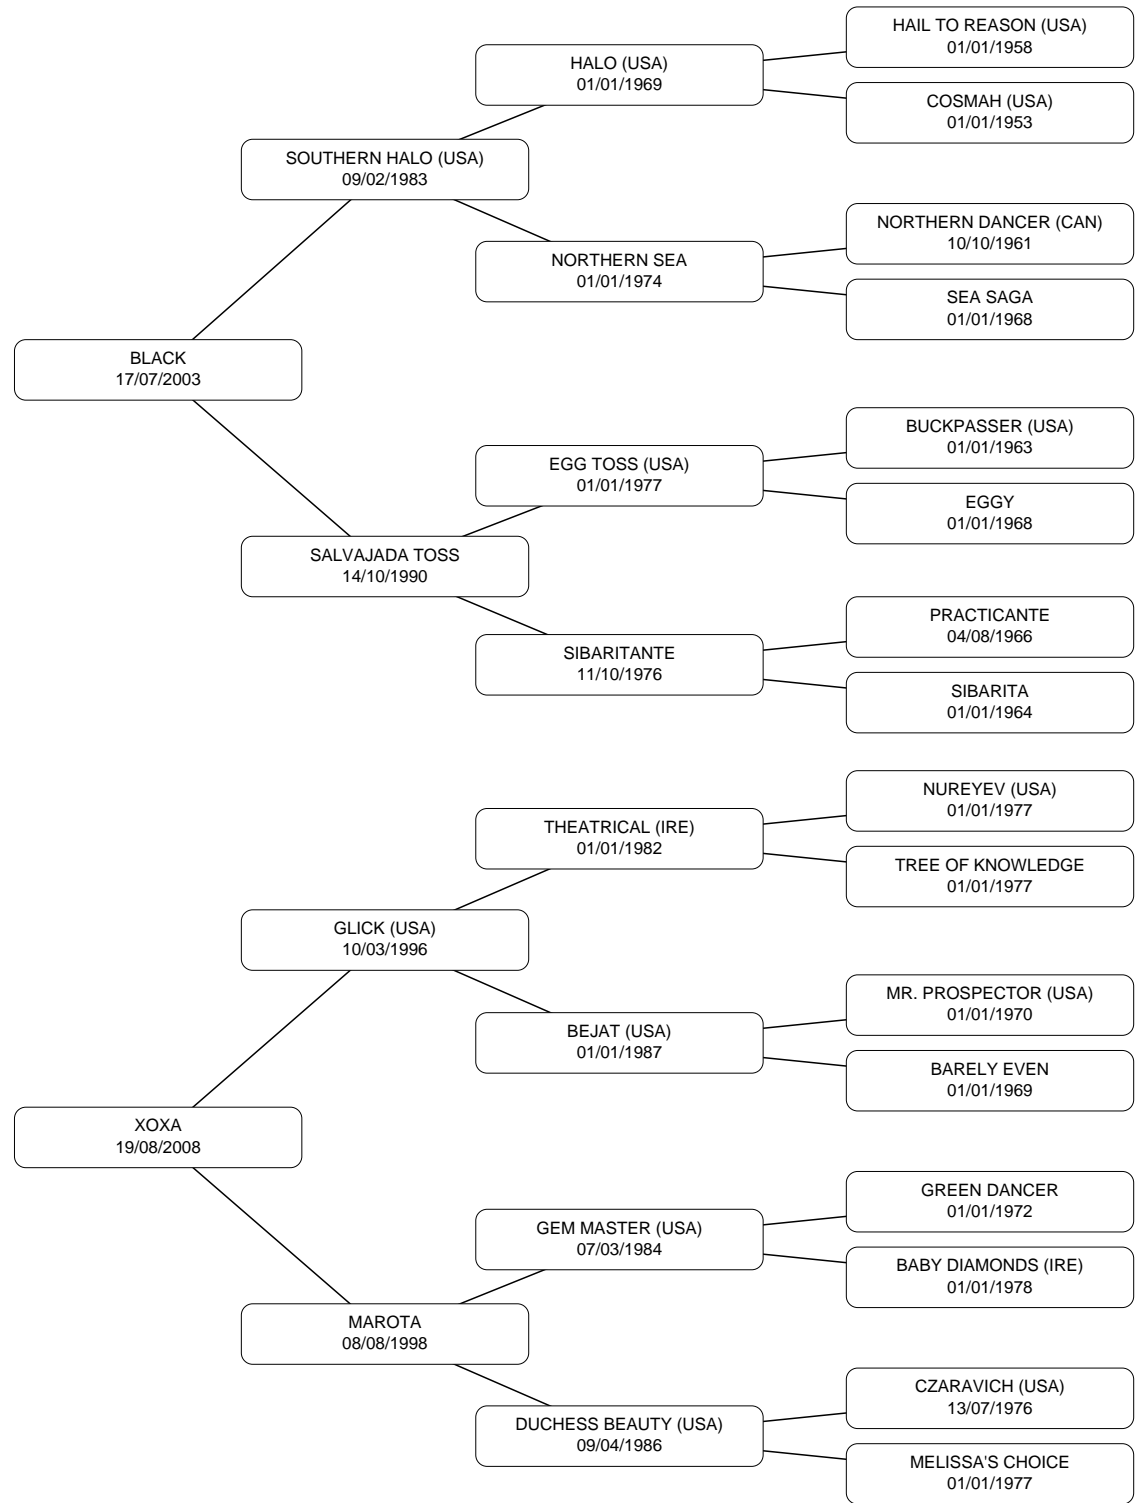 HAIL TO REASON (USA)
01/01/1958
HALO (USA)
01/01/1969
COSMAH (USA)
01/01/1953
SOUTHERN HALO (USA)
09/02/1983
NORTHERN DANCER (CAN)
10/10/1961
NORTHERN SEA
01/01/1974
SEA SAGA
01/01/1968
BLACK
17/07/2003
BUCKPASSER (USA)
01/01/1963
EGG TOSS (USA)
01/01/1977
EGGY
01/01/1968
SALVAJADA TOSS
14/10/1990
PRACTICANTE
04/08/1966
SIBARITANTE
11/10/1976
SIBARITA
01/01/1964
NUREYEV (USA)
01/01/1977
THEATRICAL (IRE)
01/01/1982
TREE OF KNOWLEDGE
01/01/1977
GLICK (USA)
10/03/1996
MR. PROSPECTOR (USA)
01/01/1970
BEJAT (USA)
01/01/1987
BARELY EVEN
01/01/1969
XOXA
19/08/2008
GREEN DANCER
01/01/1972
GEM MASTER (USA)
07/03/1984
BABY DIAMONDS (IRE)
01/01/1978
MAROTA
08/08/1998
CZARAVICH (USA)
13/07/1976
DUCHESS BEAUTY (USA)
09/04/1986
MELISSA'S CHOICE
01/01/1977